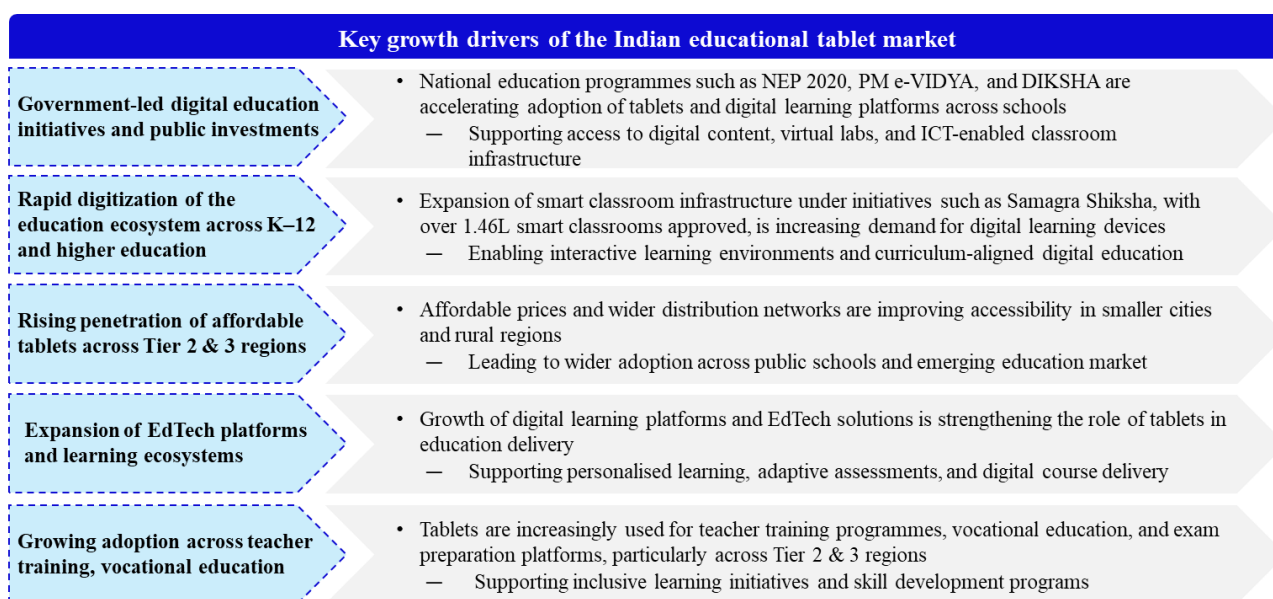 Key growth drivers of the Indian educational tablet market
Government-led digital education
initiatives and public investments
• National education programmes such as NEP 2020, PM e-VIDYA, and DIKSHA are
accelerating adoption of tablets and digital learning platforms across schools
— Supporting access to digital content, virtual labs, and ICT-enabled classroom
infrastructure
Rapid digitization of the
education ecosystem across K–12
and higher education
• Expansion of smart classroom infrastructure under initiatives such as Samagra Shiksha, with
over 1.46L smart classrooms approved, is increasing demand for digital learning devices
— Enabling interactive learning environments and curriculum-aligned digital education
Rising penetration of affordable
tablets across Tier 2 & 3 regions
• Affordable prices and wider distribution networks are improving accessibility in smaller cities
and rural regions
— Leading to wider adoption across public schools and emerging education market
Expansion of EdTech platforms
and learning ecosystems
• Growth of digital learning platforms and EdTech solutions is strengthening the role of tablets in
education delivery
— Supporting personalised learning, adaptive assessments, and digital course delivery
Growing adoption across teacher
training, vocational education
• Tablets are increasingly used for teacher training programmes, vocational education, and exam
preparation platforms, particularly across Tier 2 & 3 regions
— Supporting inclusive learning initiatives and skill development programs